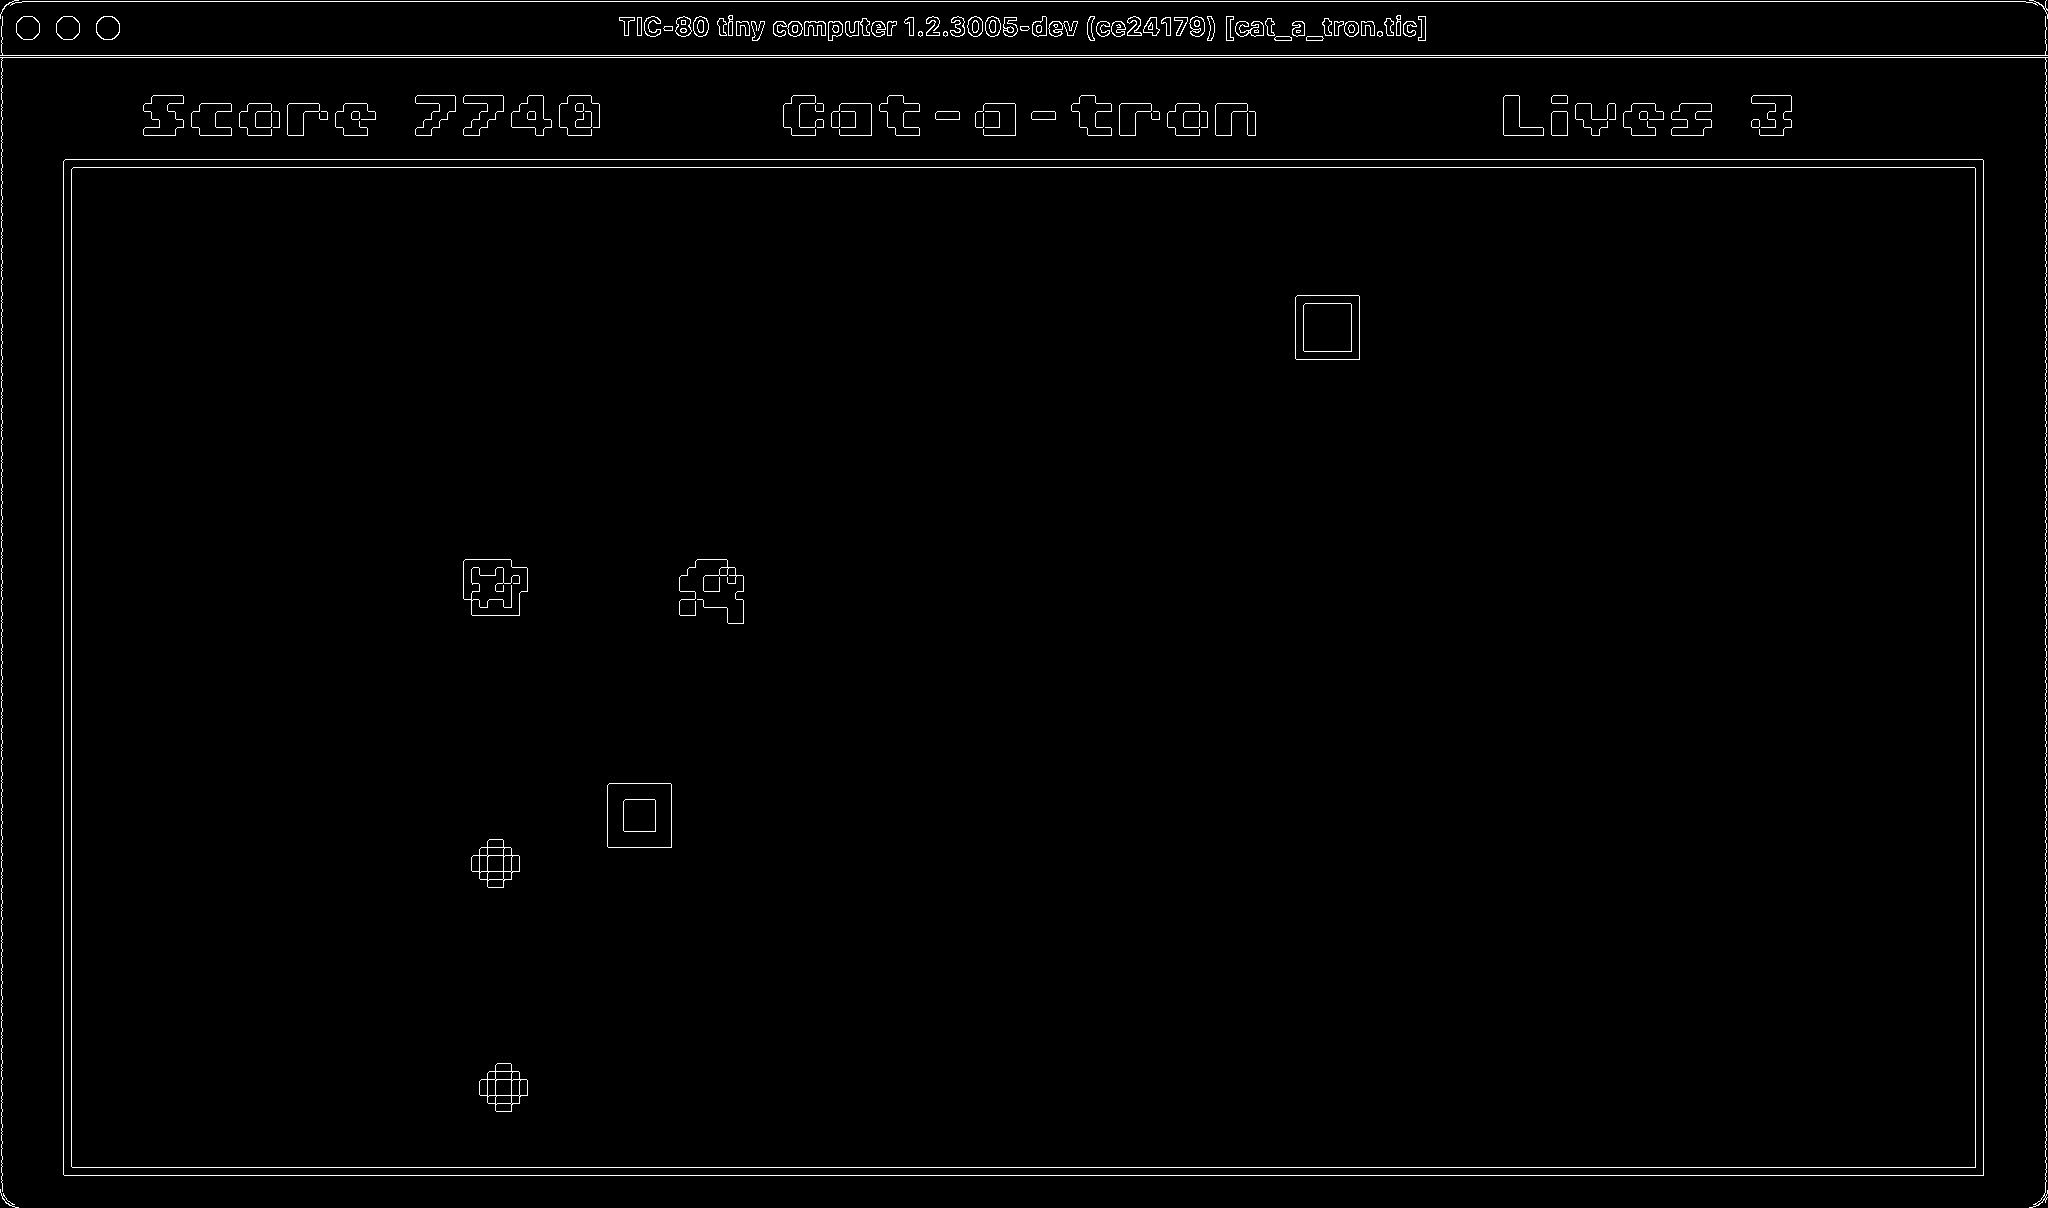 TIC-80 tiny computer 1.2.3005-dev (ce24179) [cat_a_tron.tic]
Score 7740 Cat-a-tron Lives 3